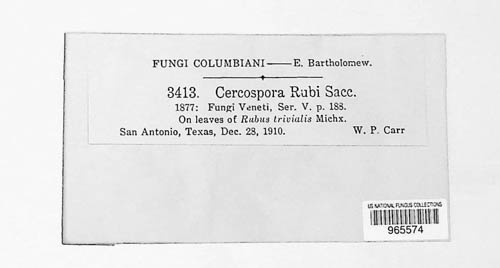 FUNGI COLUMBIANI—E. Bartholomew.
3413. Cercospora Rubi Sacc.
1877: Fungi Veneti, Ser. V. p. 188.
On leaves of Rubus trivialis Michx.
San Antonio, Texas, Dec. 28, 1910. W. P. Carr
US NATIONAL FUNGUS COLLECTIONS
965574